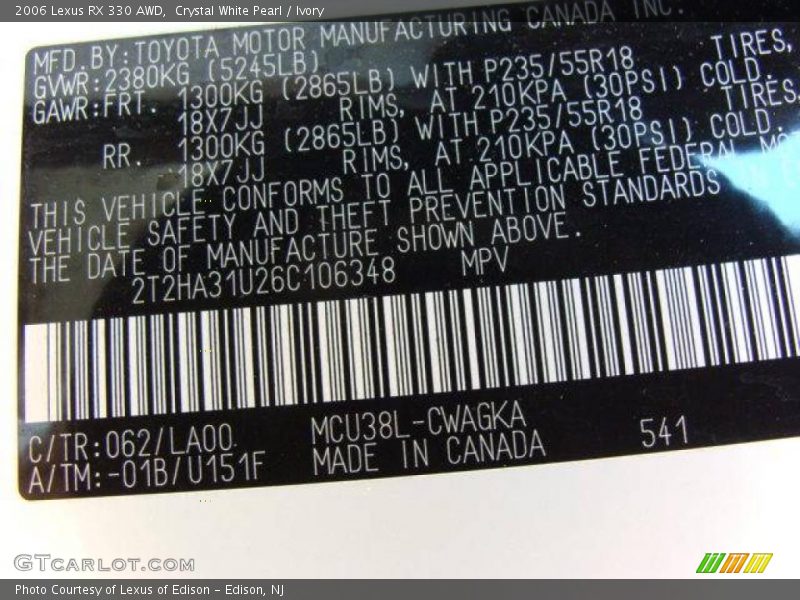 2006 Lexus RX 330 AWD,  Crystal White Pearl / Ivory
MFD.BY:TOYOTA MOTOR MANUFACTURING CANADA INC.
GVWR:2380KG (5245LB)
GAWR:FRT. 1300KG (2865LB) WITH P235/55R18 TIRES,
18X7JJ RIMS, AT 210KPA (30PSI) COLD.
RR. 1300KG (2865LB) WITH P235/55R18 TIRES,
18X7JJ RIMS, AT 210KPA (30PSI) COLD.
THIS VEHICLE CONFORMS TO ALL APPLICABLE FEDERAL
VEHICLE SAFETY AND THEFT PREVENTION STANDARDS
THE DATE OF MANUFACTURE SHOWN ABOVE.
2T2HA31U26C106348 MPV
C/TR:062/LA00 MCU38L-CWAGKA 541
A/TM:-01B/U151F MADE IN CANADA
GTCARLOT.COM
Photo Courtesy of Lexus of Edison - Edison, NJ